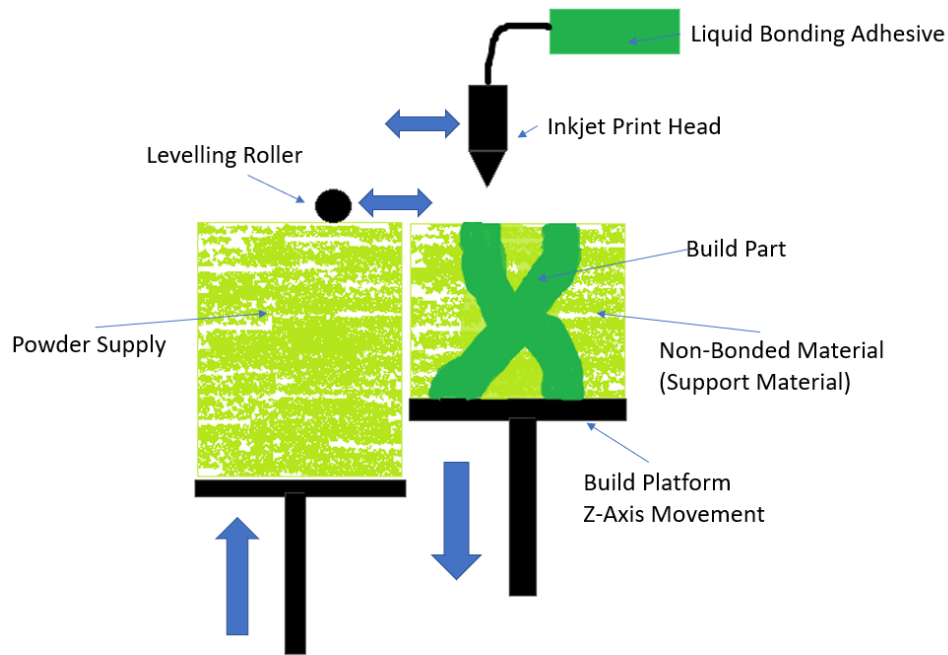 Liquid Bonding Adhesive
Inkjet Print Head
Levelling Roller
Build Part
Powder Supply
Non-Bonded Material
(Support Material)
Build Platform
Z-Axis Movement